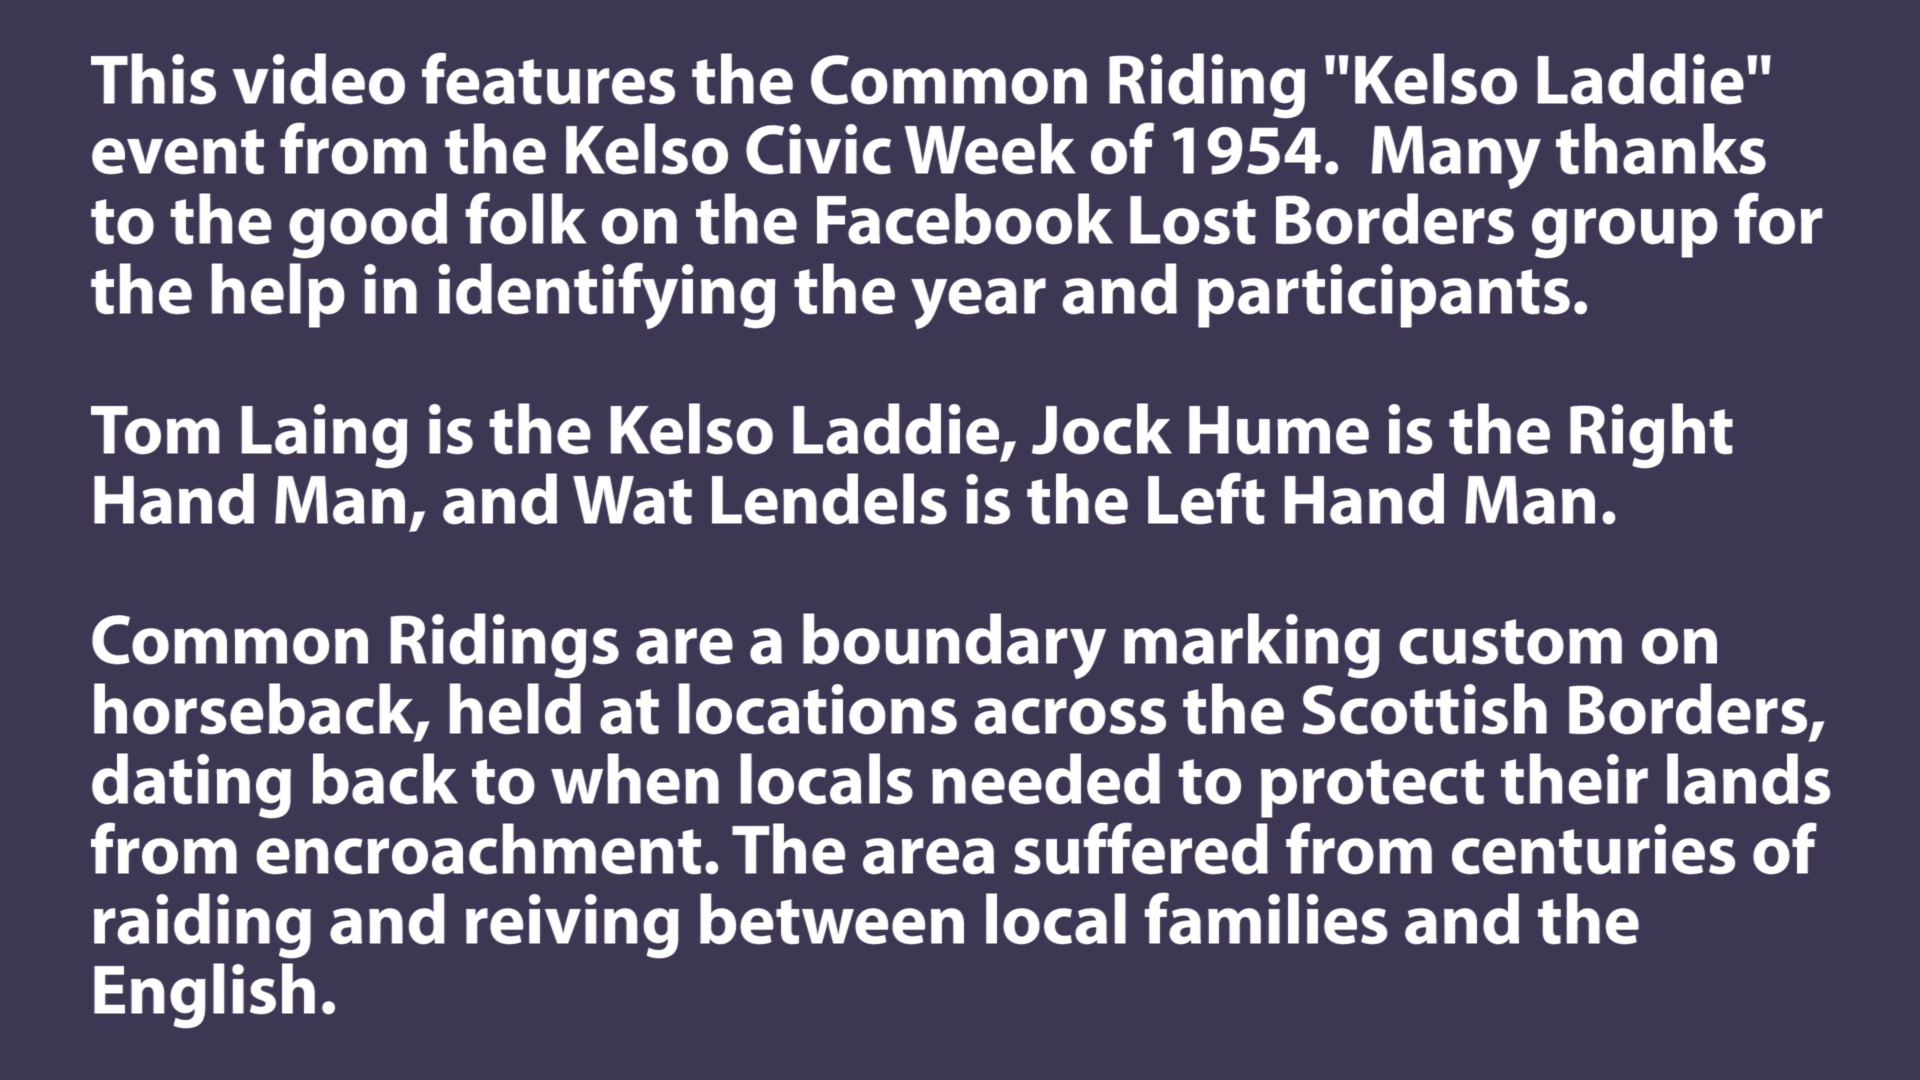 This video features the Common Riding "Kelso Laddie"
event from the Kelso Civic Week of 1954.  Many thanks
to the good folk on the Facebook Lost Borders group for
the help in identifying the year and participants.
Tom Laing is the Kelso Laddie, Jock Hume is the Right
Hand Man, and Wat Lendels is the Left Hand Man.
Common Ridings are a boundary marking custom on
horseback, held at locations across the Scottish Borders,
dating back to when locals needed to protect their lands
from encroachment. The area suffered from centuries of
raiding and reiving between local families and the
English.